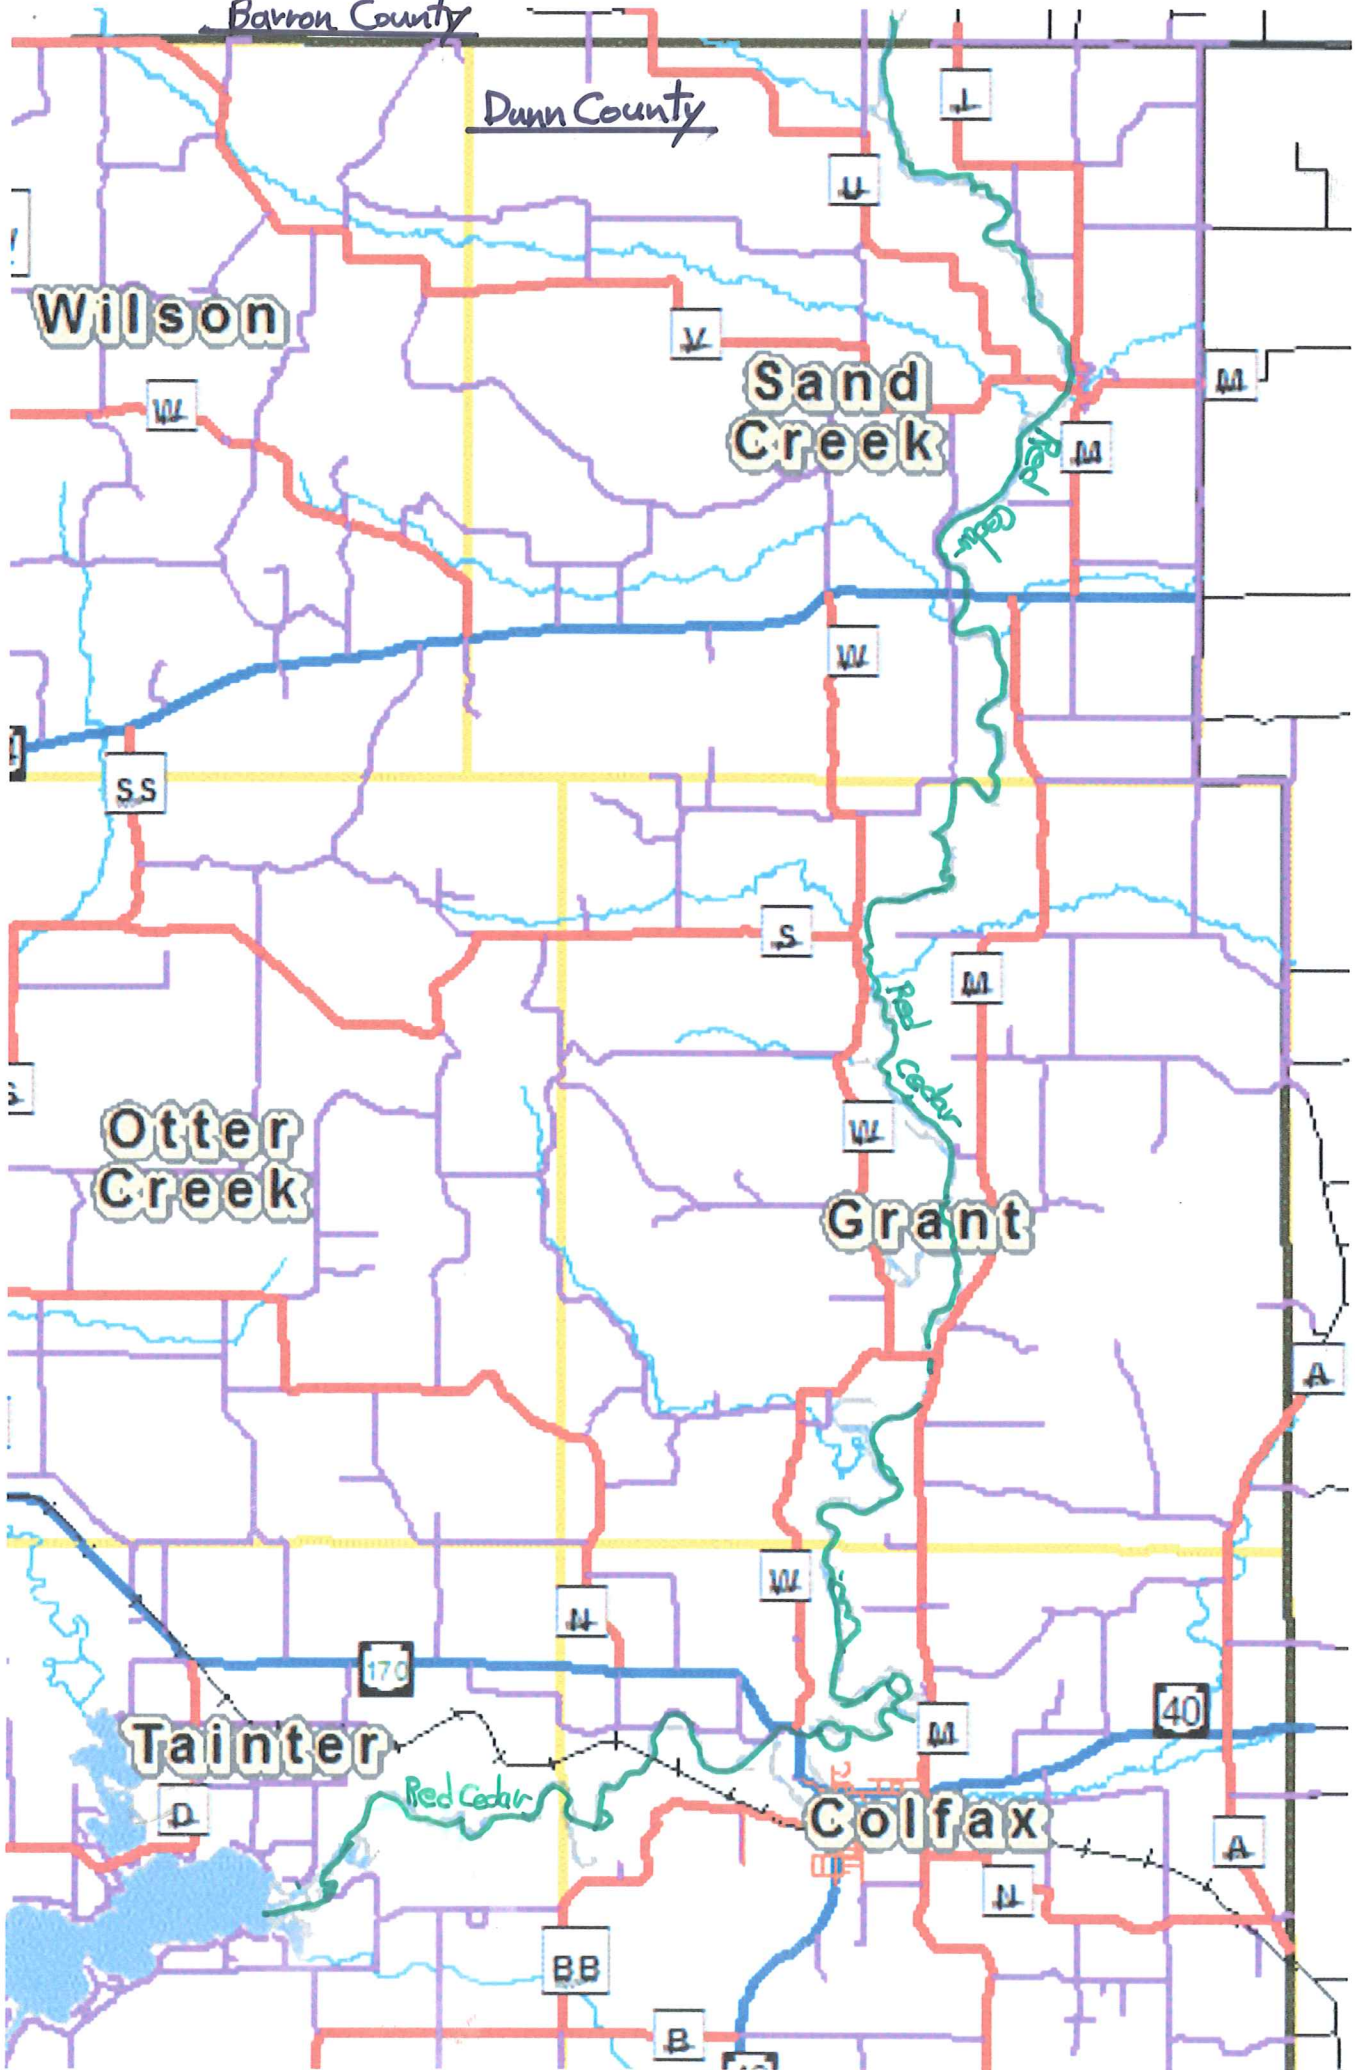 Barron County
Dunn County
T
U
Wilson
V
Sand
Creek
M
W
Red
M
Cedar
W
SS
S
M
Red
Cedar
W
Otter
Creek
Grant
A
W
N
170
40
Tainter
M
Red Cedar
D
Colfax
A
N
BB
B